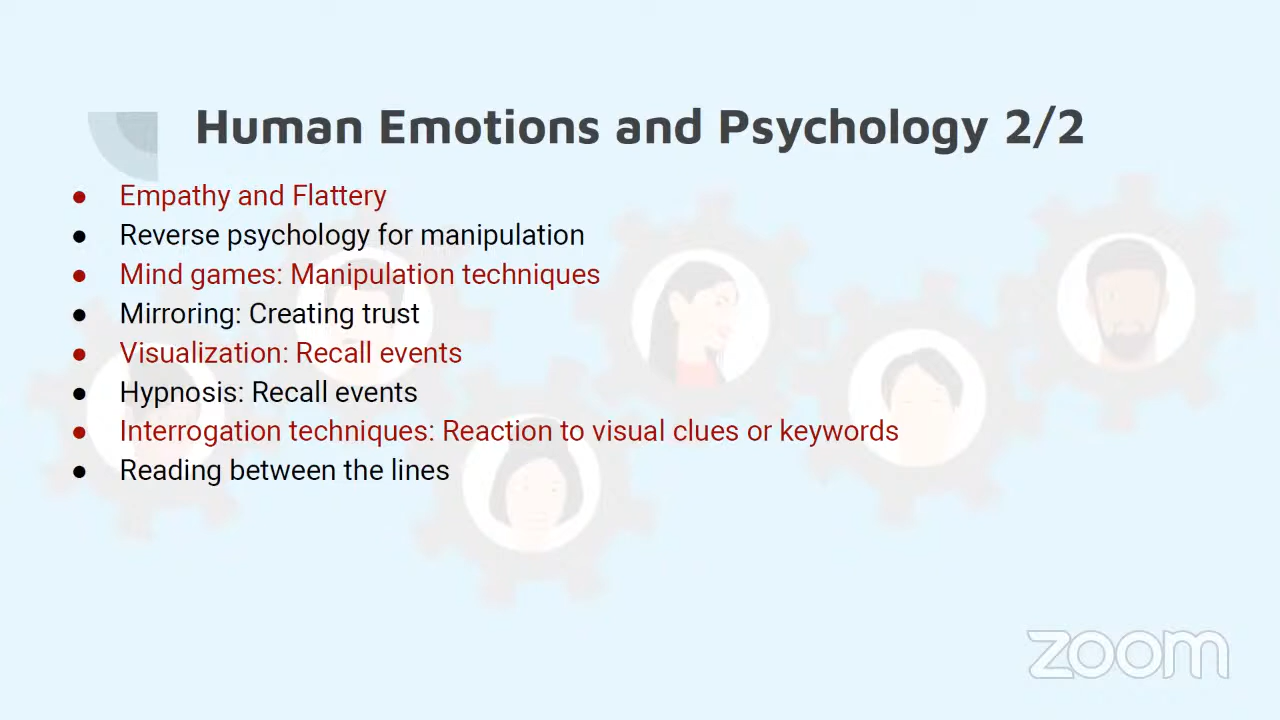 Human Emotions and Psychology 2/2
● Empathy and Flattery
● Reverse psychology for manipulation
● Mind games: Manipulation techniques
● Mirroring: Creating trust
● Visualization: Recall events
● Hypnosis: Recall events
● Interrogation techniques: Reaction to visual clues or keywords
● Reading between the lines
zoom